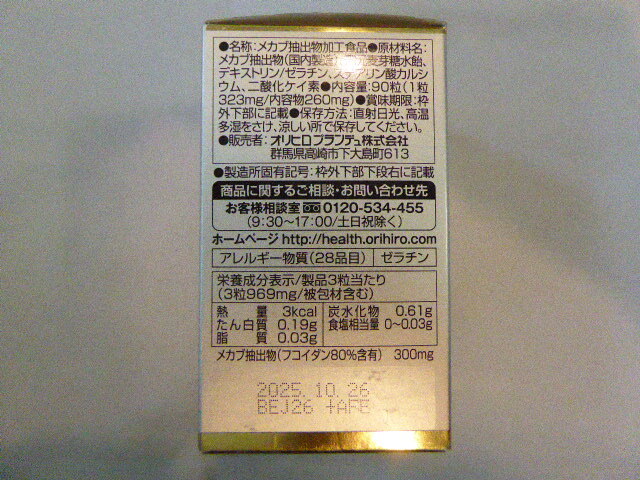 ●名称:メカブ抽出物加工食品●原材料名:
メカブ抽出物(国内製造)、麦芽糖水飴、
デキストリン/ゼラチン、ステアリン酸カルシ
ウム、二酸化ケイ素●内容量:90粒(1粒
323mg/内容物260mg)●賞味期限:枠
外下部に記載●保存方法:直射日光、高温
多湿をさけ、涼しい所で保存してください。
●販売者:オリヒロプランデュ株式会社
群馬県高崎市下大島町613
●製造所固有記号:枠外下部下段右に記載
商品に関するご相談・お問い合わせ先
お客様相談室 0120-534-455
(9:30〜17:00/土日祝除く)
ホームページ http://health.orihiro.com
アレルギー物質(28品目) ゼラチン
栄養成分表示/製品3粒当たり
(3粒969mg/被包材含む)
熱量 3kcal 炭水化物 0.61g
たん白質 0.19g 食塩相当量 0〜0.03g
脂質 0.03g
メカブ抽出物(フコイダン80%含有) 300mg
2025.10.26
BEJ26 +AFE